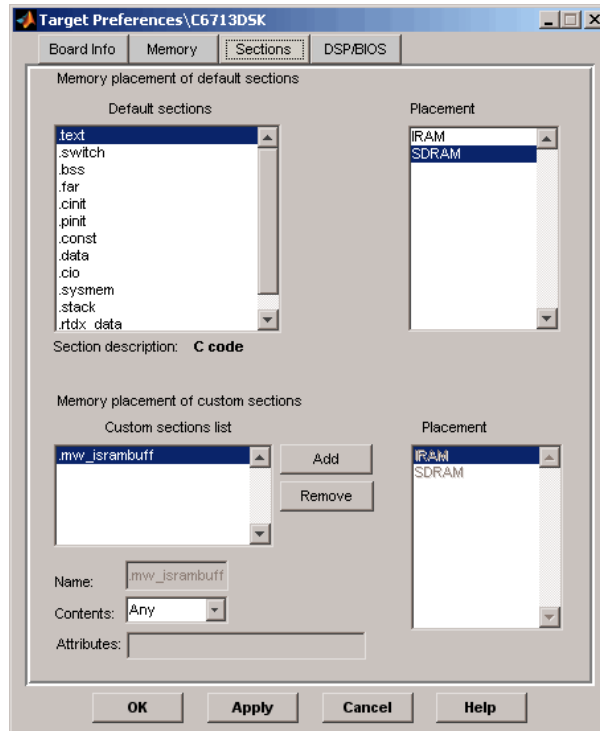 Target Preferences\C6713DSK
Board Info Memory Sections DSP/BIOS
Memory placement of default sections
Default sections Placement
.text IRAM
.switch SDRAM
.bss
.far
.cinit
.pinit
.const
.data
.cio
.sysmem
.stack
.rtdx_data
Section description: C code
Memory placement of custom sections
Custom sections list Placement
.mw_isrambuff Add IRAM
SDRAM
Remove
Name: .mw_isrambuff
Contents: Any
Attributes:
OK Apply Cancel Help